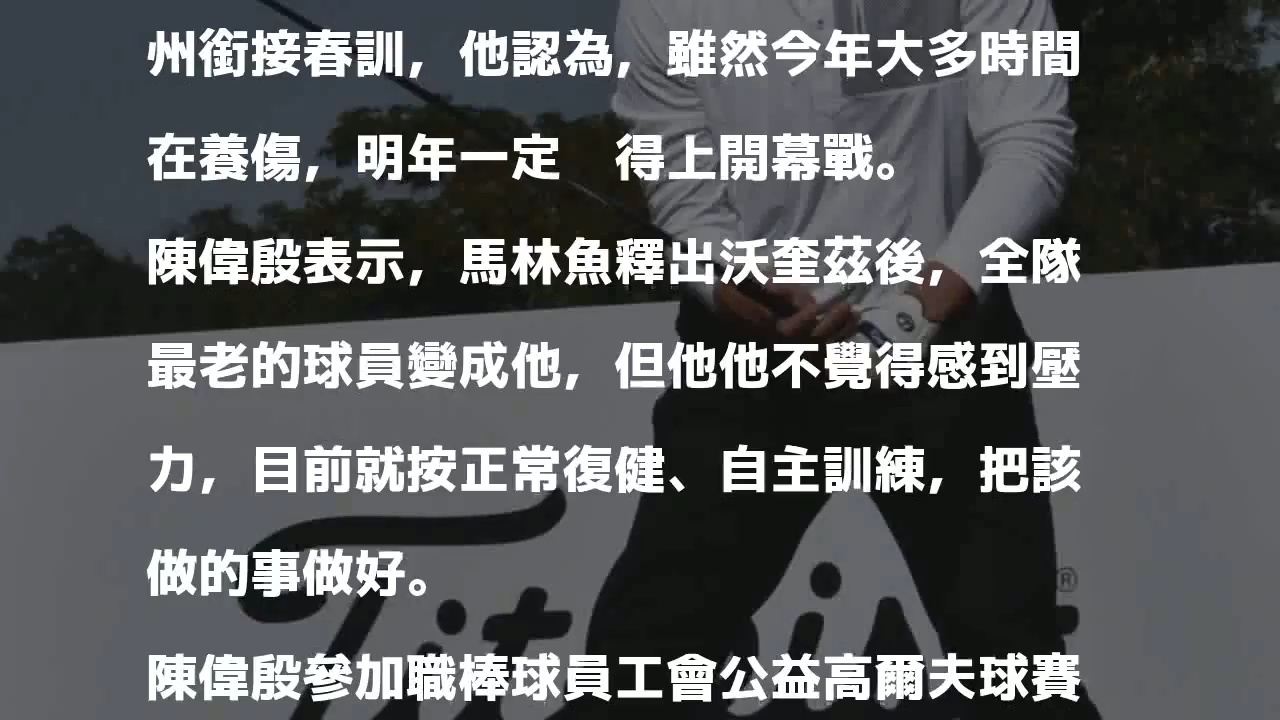 州銜接春訓，他認為，雖然今年大多時間
在養傷，明年一定　得上開幕戰。
陳偉殷表示，馬林魚釋出沃奎茲後，全隊
最老的球員變成他，但他他不覺得感到壓
力，目前就按正常復健、自主訓練，把該
做的事做好。
Titleist®
陳偉殷參加職棒球員工會公益高爾夫球賽